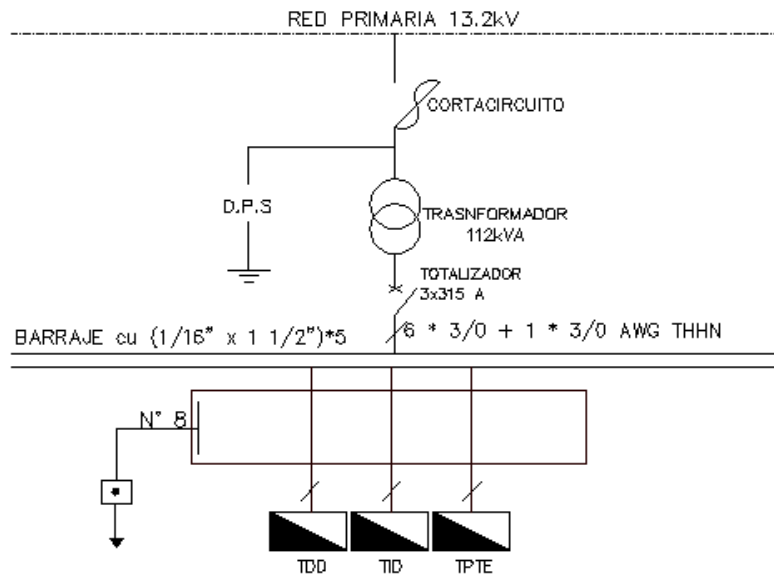 RED PRIMARIA 13.2kV
CORTACIRCUITO
D.P.S
TRASNFORMADOR
112kVA
TOTALIZADOR
3x315 A
BARRAJE cu (1/16" x 1 1/2")*5
6 * 3/0 + 1 * 3/0 AWG THHN
N° 8
TDD TID TPTE